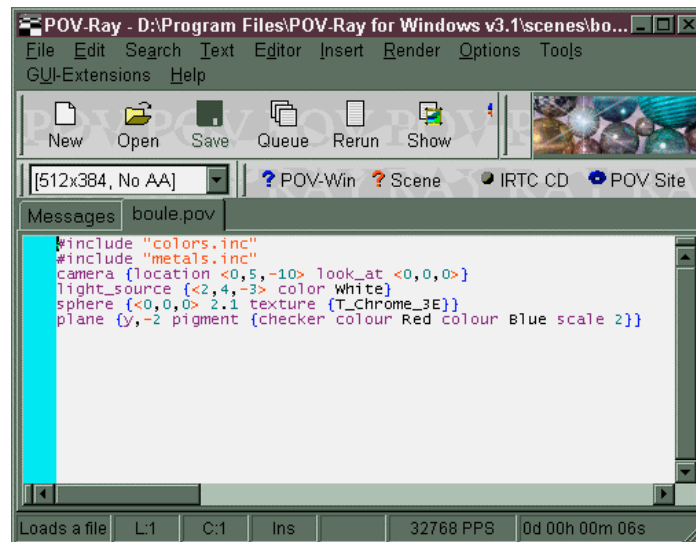 POV-Ray - D:\Program Files\POV-Ray for Windows v3.1\scenes\bo...
File Edit Search Text Editor Insert Render Options Tools
GUI-Extensions Help
New Open Save Queue Rerun Show
[512x384, No AA] ? POV-Win ? Scene IRTC CD POV Site
Messages boule.pov
#include "colors.inc"
#include "metals.inc"
camera {location <0,5,-10> look_at <0,0,0>}
light_source {<2,4,-3> color White}
sphere {<0,0,0> 2.1 texture {T_Chrome_3E}}
plane {y,-2 pigment {checker colour Red colour Blue scale 2}}
Loads a file L:1 C:1 Ins 32768 PPS 0d 00h 00m 06s